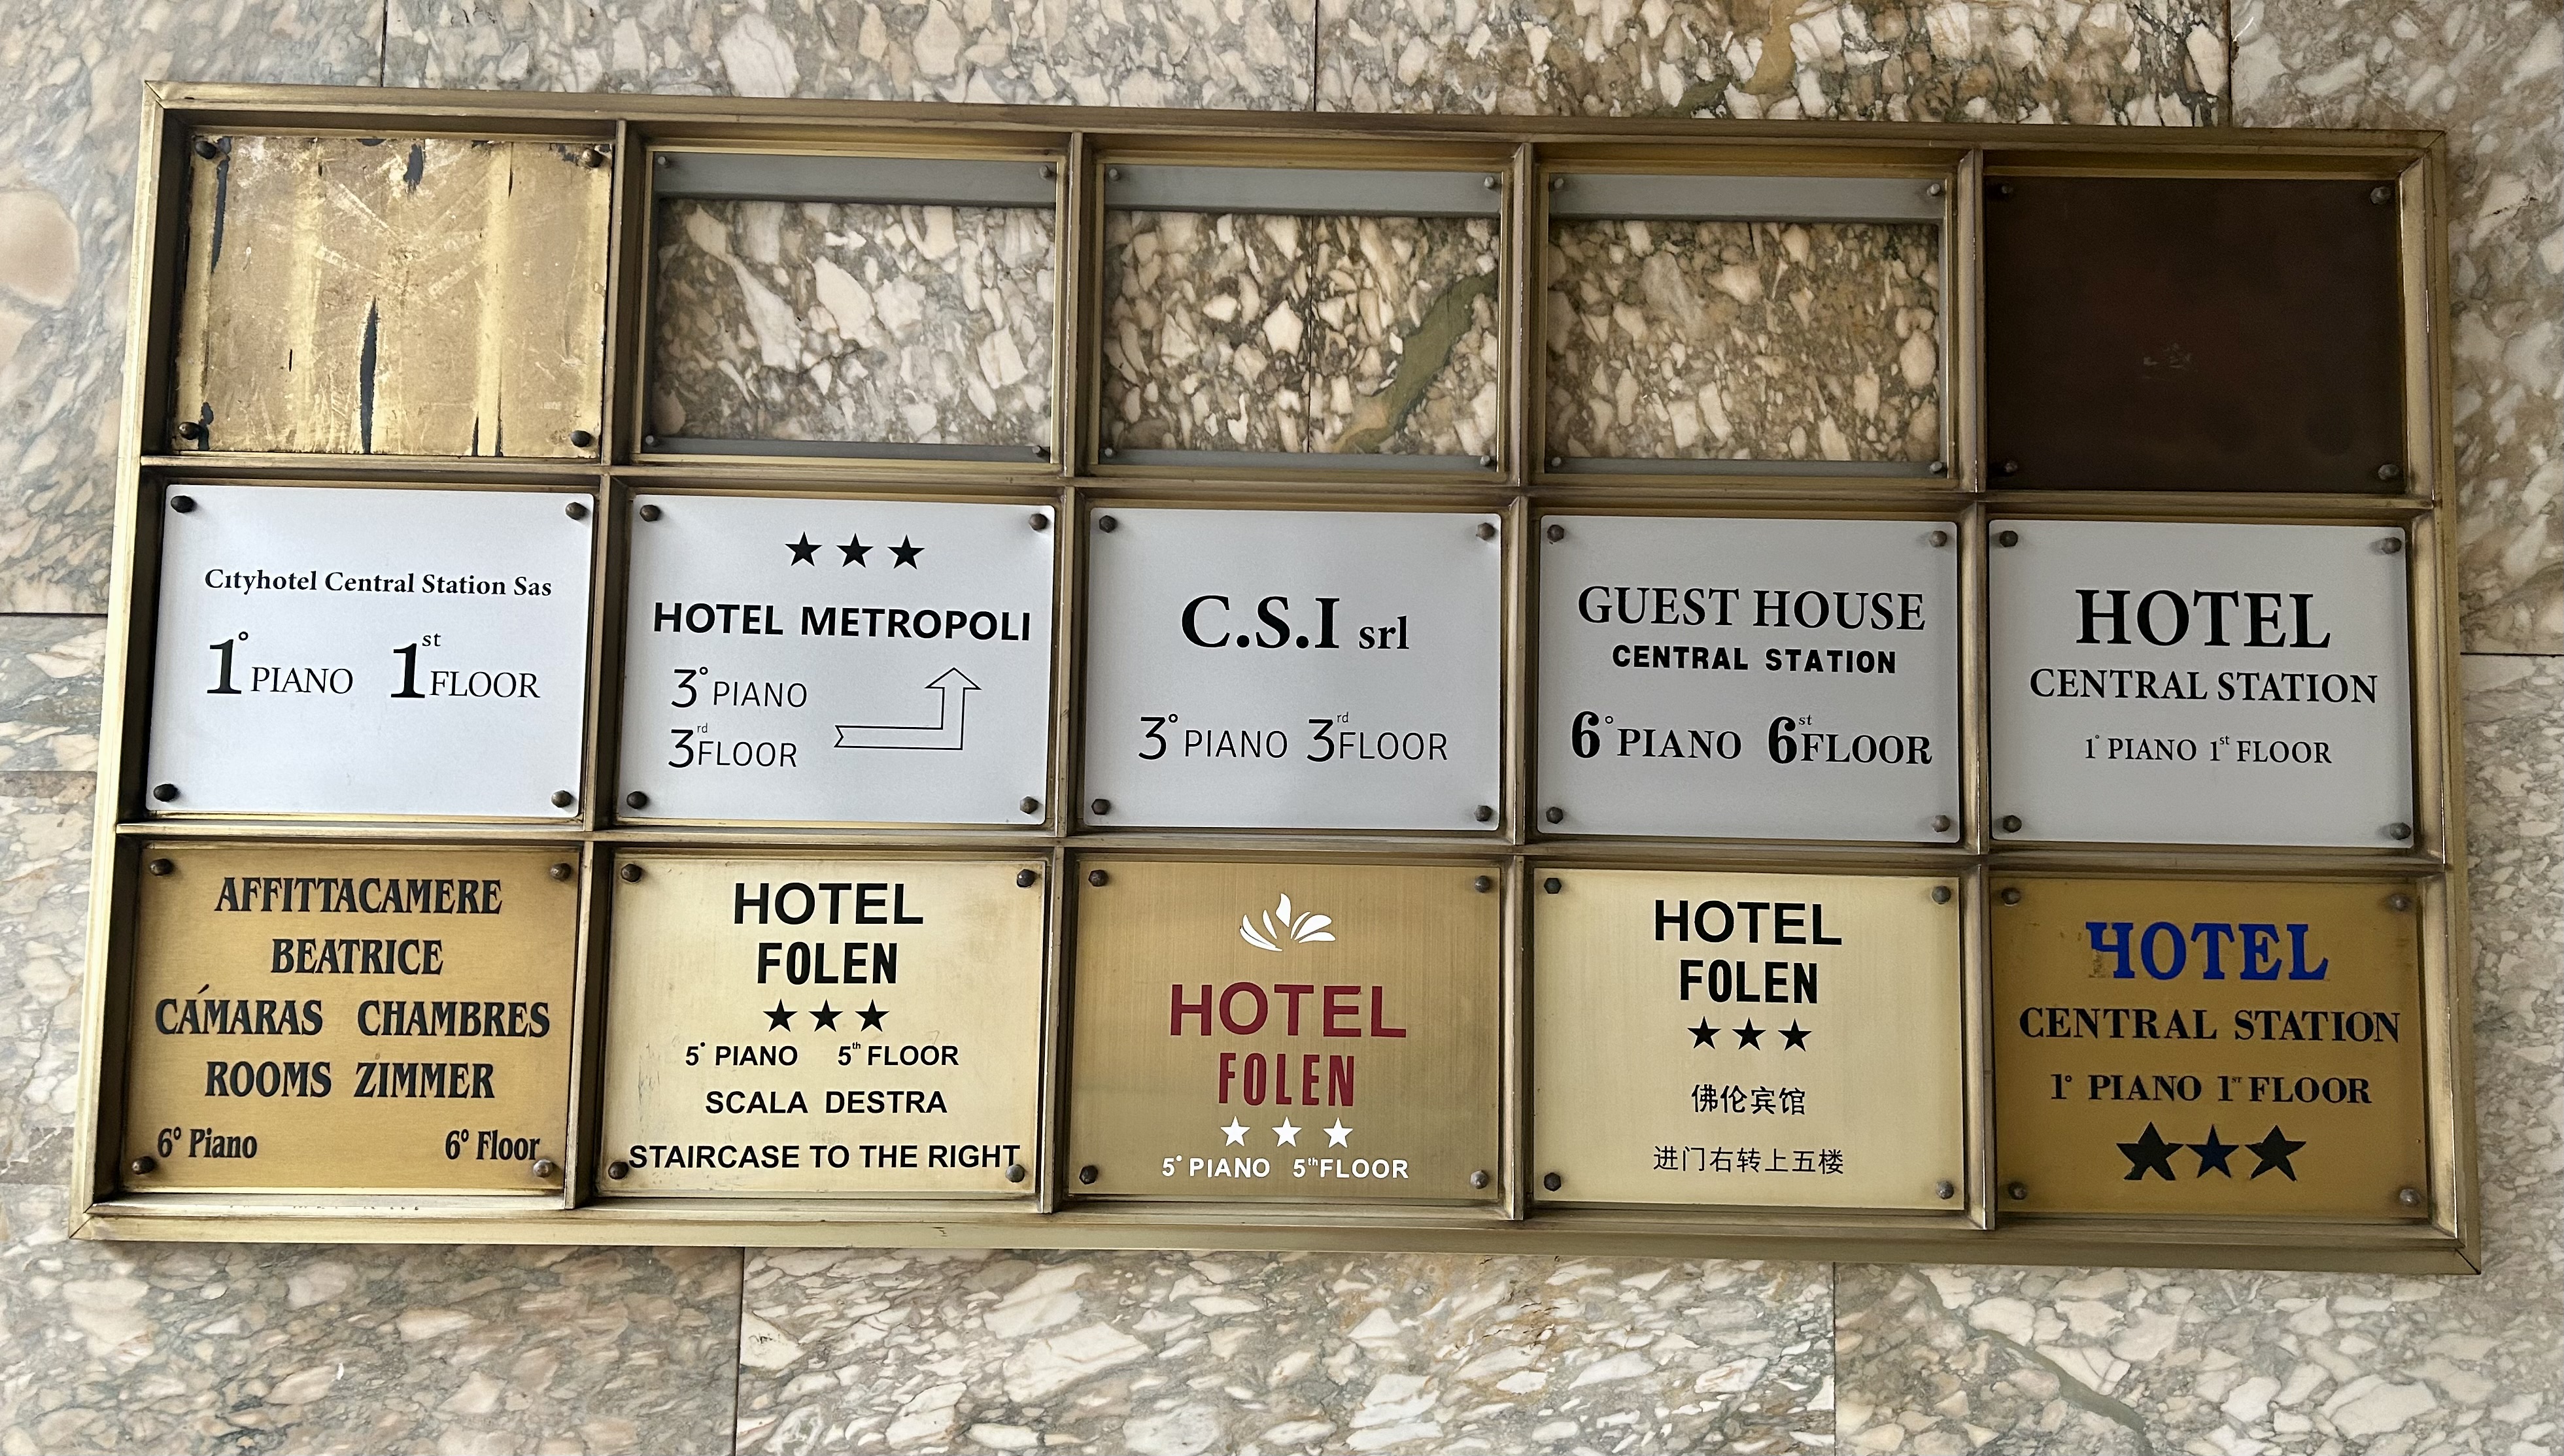 Cıtyhotel Central Station Sas
1° PIANO 1st FLOOR
★ ★ ★
HOTEL METROPOLI
3° PIANO
3rd FLOOR
C.S.I srl
3° PIANO 3rd FLOOR
GUEST HOUSE
CENTRAL STATION
6° PIANO 6st FLOOR
HOTEL
CENTRAL STATION
1° PIANO 1st FLOOR
AFFITTACAMERE
BEATRICE
CÁMARAS CHAMBRES
ROOMS ZIMMER
6° Piano 6° Floor
HOTEL
FOLEN
★ ★ ★
5° PIANO 5th FLOOR
SCALA DESTRA
STAIRCASE TO THE RIGHT
HOTEL
FOLEN
★ ★ ★
5° PIANO 5th FLOOR
HOTEL
FOLEN
★ ★ ★
佛伦宾馆
进门右转上五楼
HOTEL
CENTRAL STATION
1° PIANO 1st FLOOR
★ ★ ★